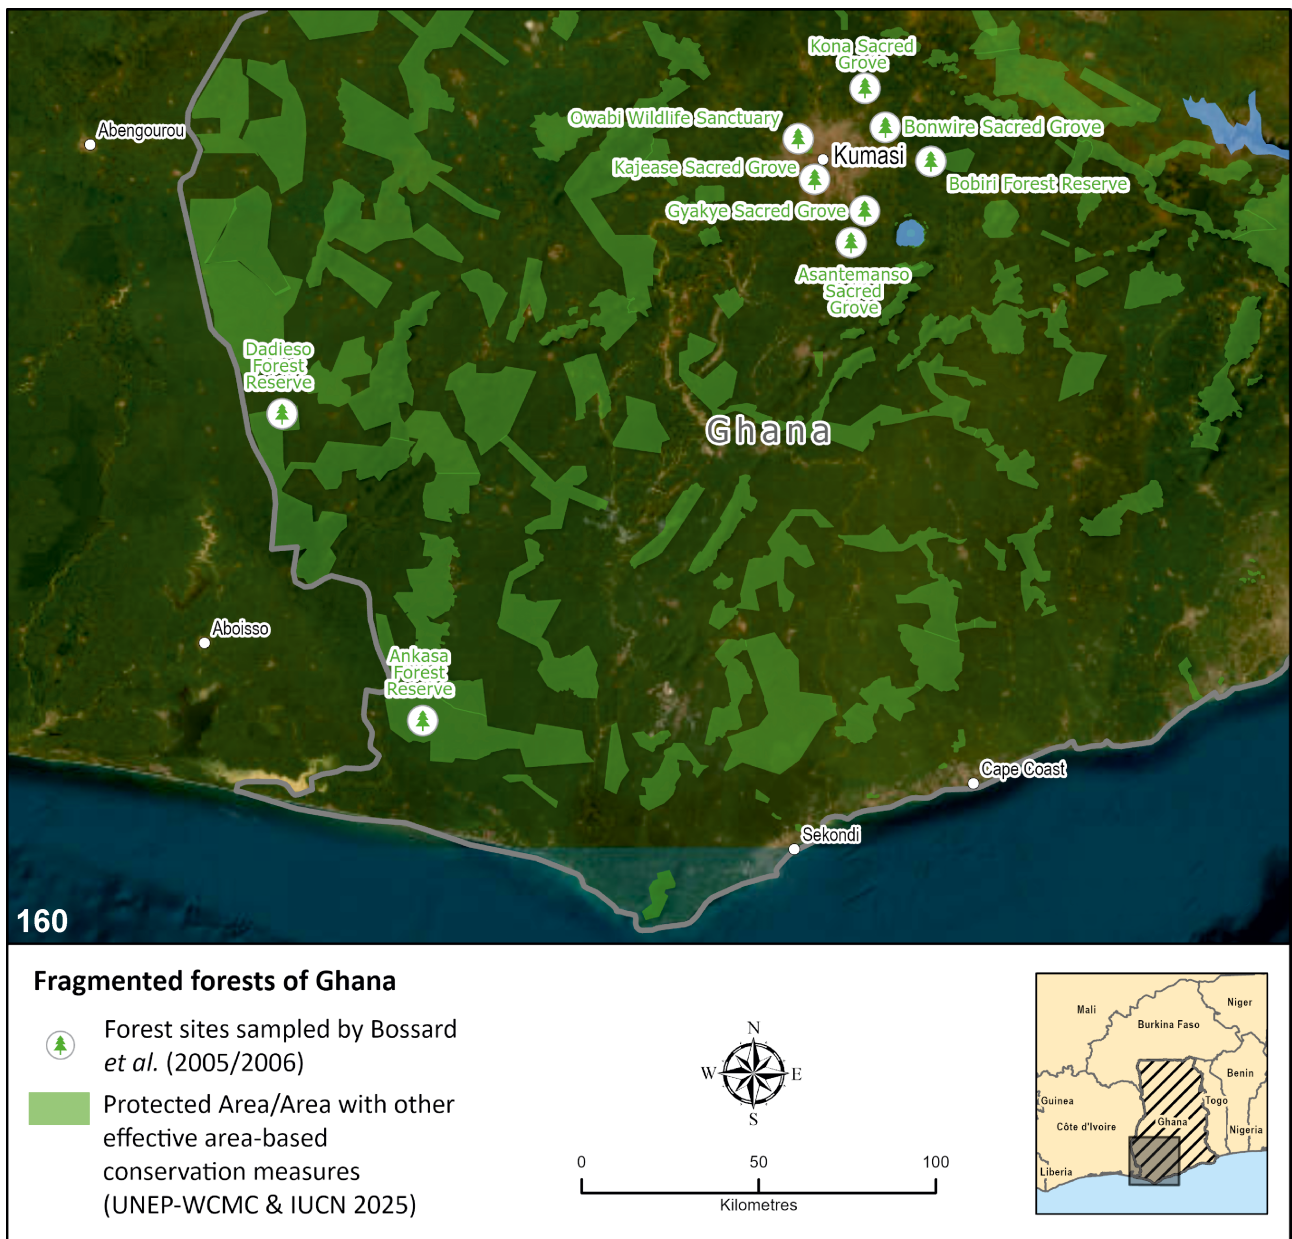 Kona Sacred
Grove
Abengourou
Owabi Wildlife Sanctuary
Bonwire Sacred Grove
Kumasi
Kajease Sacred Grove
Bobiri Forest Reserve
Gyakye Sacred Grove
Asantemanso
Sacred
Grove
Dadieso
Forest
Reserve
Ghana
Aboisso
Ankasa
Forest
Reserve
Cape Coast
Sekondi
160
Fragmented forests of Ghana
Forest sites sampled by Bossard
et al. (2005/2006)
Protected Area/Area with other
effective area-based
conservation measures
(UNEP-WCMC & IUCN 2025)
N
W E
S
0 50 100
Kilometres
Mali
Niger
Burkina Faso
Benin
Guinea
Togo
Côte d'Ivoire
Ghana
Nigeria
Liberia